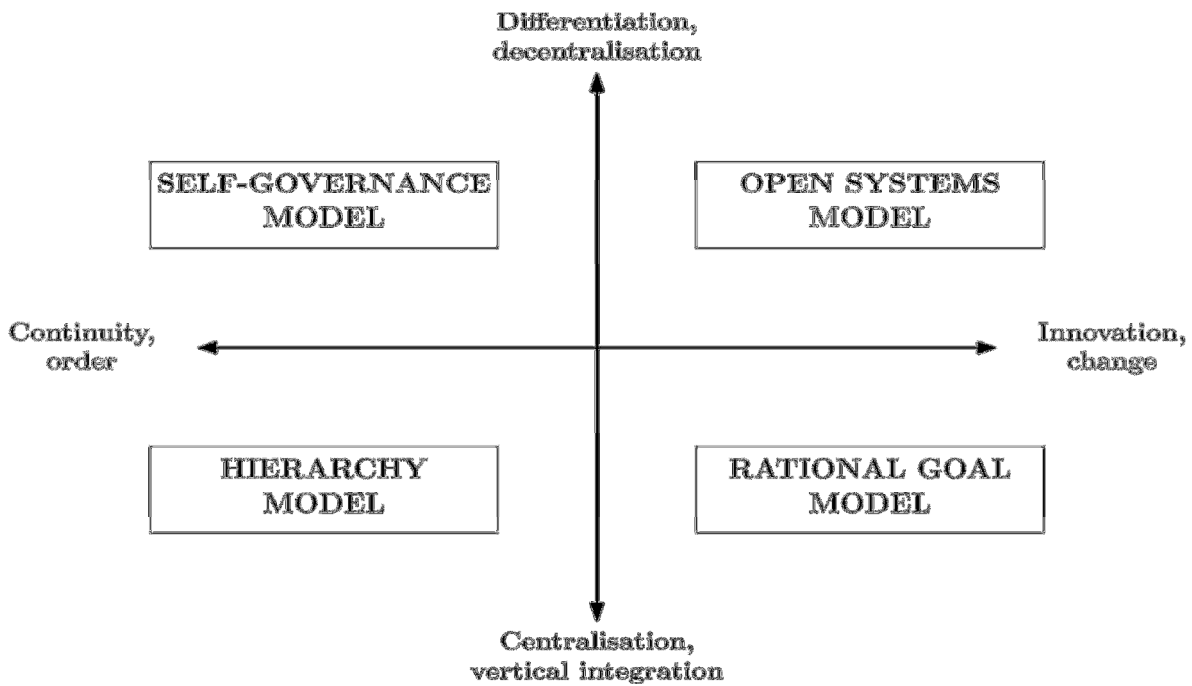 Differentiation,
decentralisation
SELF-GOVERNANCE
MODEL
OPEN SYSTEMS
MODEL
Continuity,
order
Innovation,
change
HIERARCHY
MODEL
RATIONAL GOAL
MODEL
Centralisation,
vertical integration